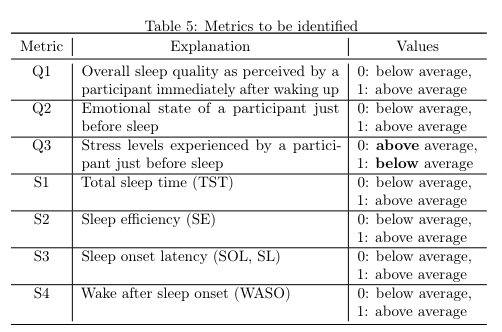 Table 5: Metrics to be identified
Metric Explanation Values
Q1 Overall sleep quality as perceived by a 0: below average,
participant immediately after waking up 1: above average
Q2 Emotional state of a participant just 0: below average,
before sleep 1: above average
Q3 Stress levels experienced by a partici- 0: above average,
pant just before sleep 1: below average
S1 Total sleep time (TST) 0: below average,
1: above average
S2 Sleep efficiency (SE) 0: below average,
1: above average
S3 Sleep onset latency (SOL, SL) 0: below average,
1: above average
S4 Wake after sleep onset (WASO) 0: below average,
1: above average